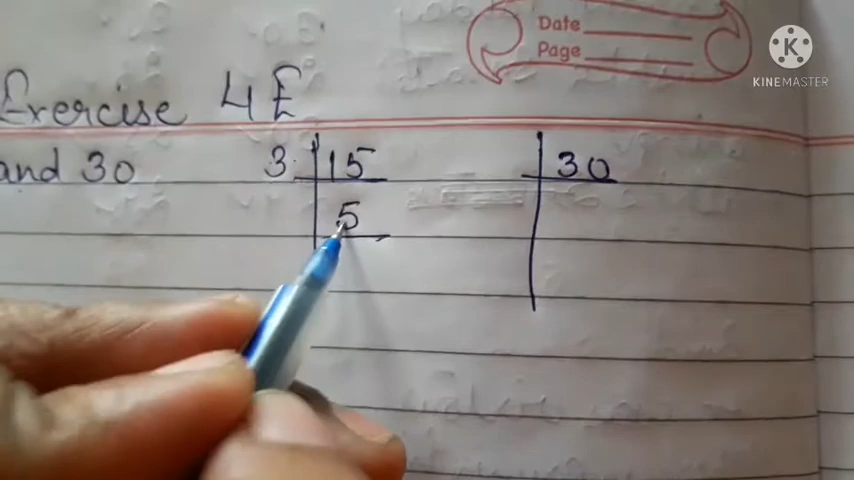 Date
Page
KINEMASTER
Exercise 4E
and 30 3 15 30
5